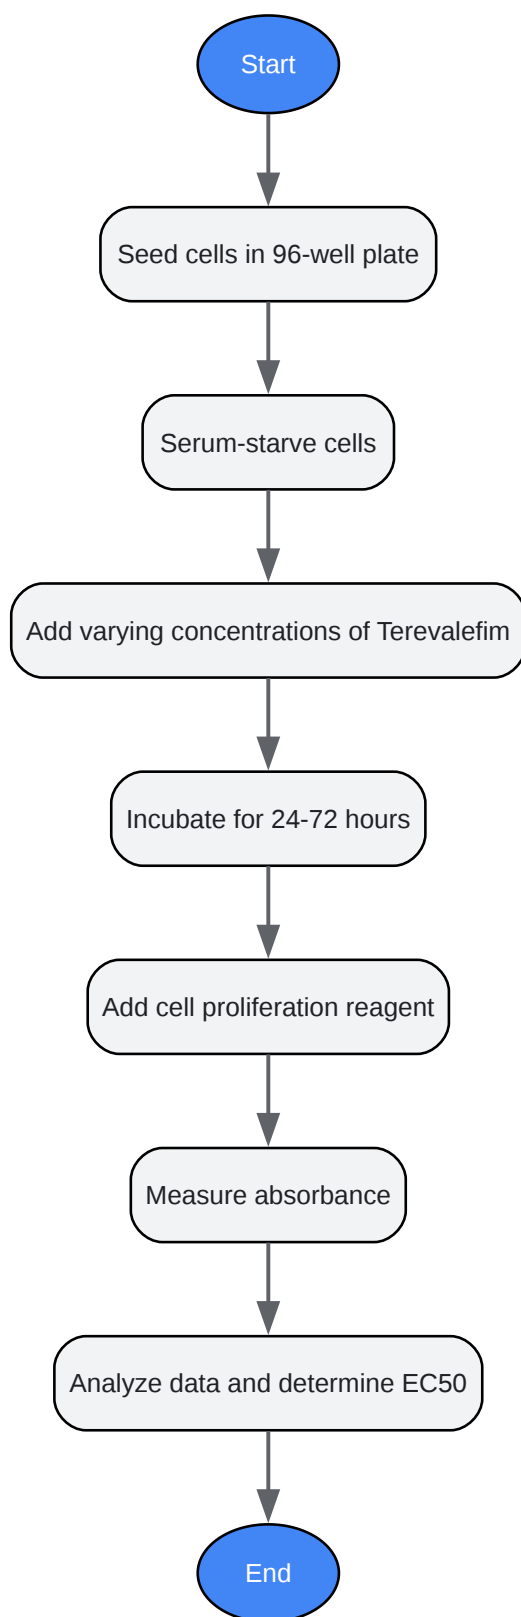 Start
Seed cells in 96-well plate
Serum-starve cells
Add varying concentrations of Terevalefim
Incubate for 24-72 hours
Add cell proliferation reagent
Measure absorbance
Analyze data and determine EC50
End